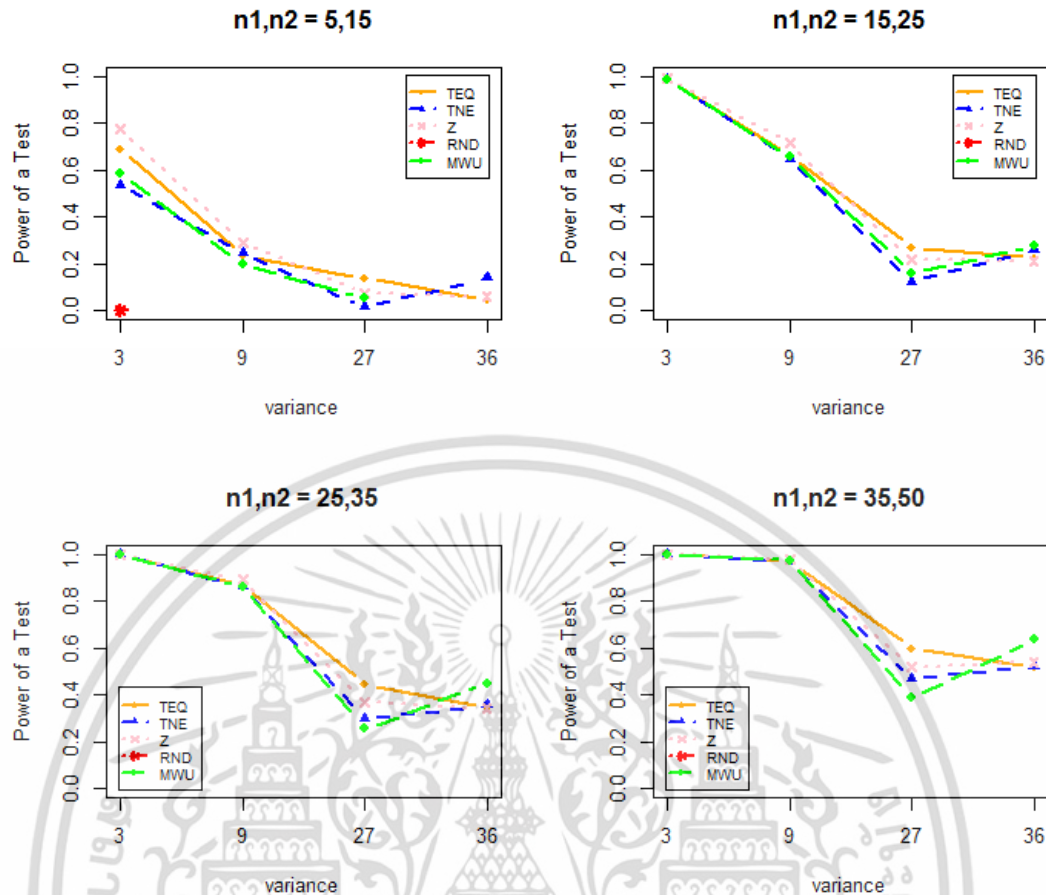 n1,n2 = 5,15
Power of a Test
0.0 0.2 0.4 0.6 0.8 1.0
TEQ
TNE
Z
RND
MWU
3 9 27 36
variance
n1,n2 = 15,25
Power of a Test
0.0 0.2 0.4 0.6 0.8 1.0
TEQ
TNE
Z
RND
MWU
3 9 27 36
variance
n1,n2 = 25,35
Power of a Test
0.0 0.2 0.4 0.6 0.8 1.0
TEQ
TNE
Z
RND
MWU
3 9 27 36
variance
n1,n2 = 35,50
Power of a Test
0.0 0.2 0.4 0.6 0.8 1.0
TEQ
TNE
Z
RND
MWU
3 9 27 36
variance